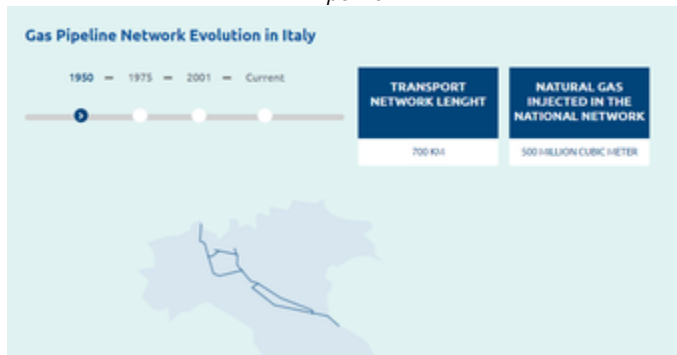 Gas Pipeline Network Evolution in Italy
1950 – 1975 – 2001 – Current
TRANSPORT
NETWORK LENGHT
700 KM
NATURAL GAS
INJECTED IN THE
NATIONAL NETWORK
500 MILLION CUBIC METER